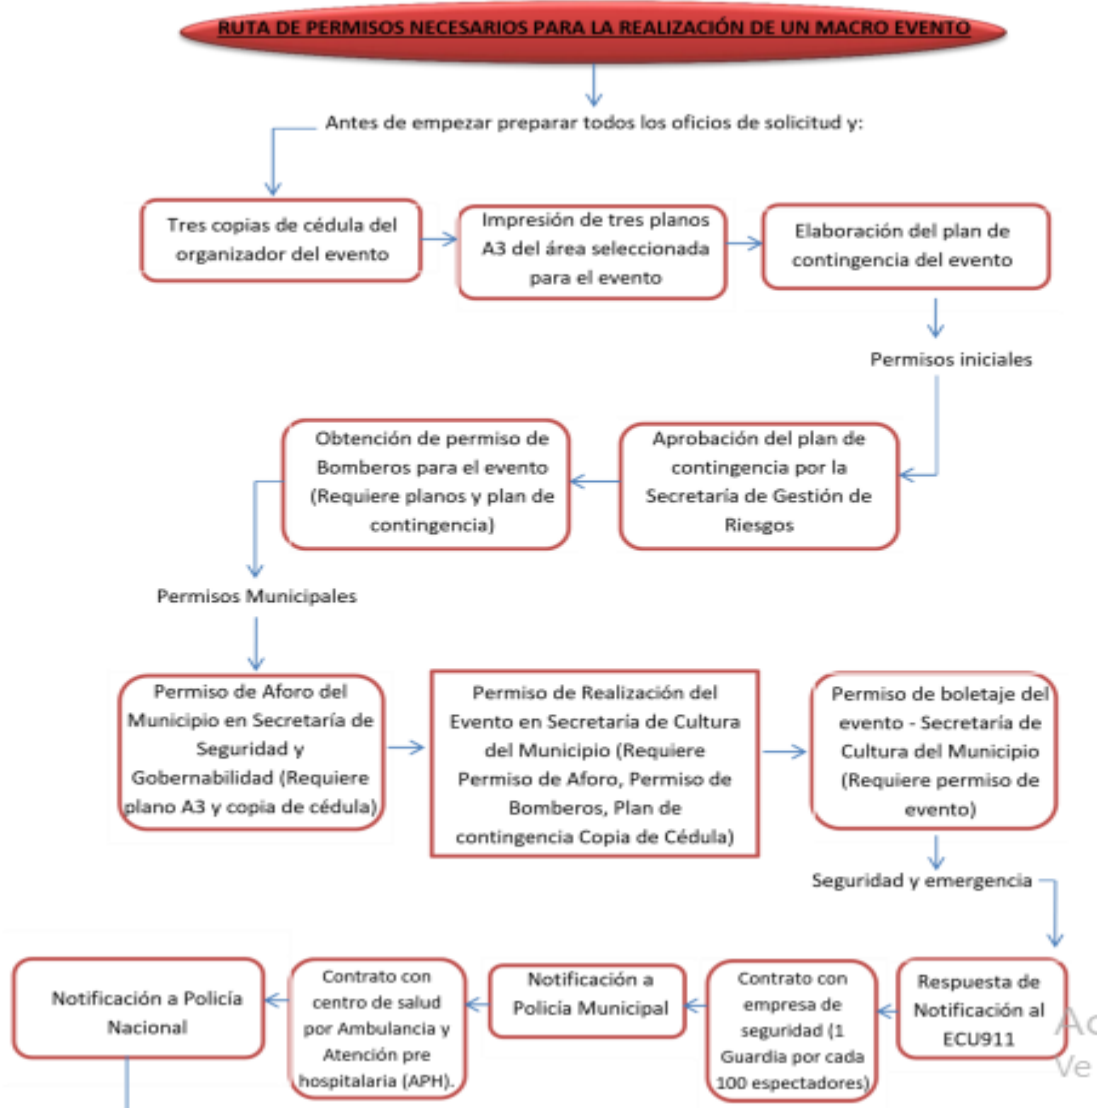 RUTA DE PERMISOS NECESARIOS PARA LA REALIZACIÓN DE UN MACRO EVENTO
Antes de empezar preparar todos los oficios de solicitud y:
Tres copias de cédula del
organizador del evento
Impresión de tres planos
A3 del área seleccionada
para el evento
Elaboración del plan de
contingencia del evento
Permisos iniciales
Aprobación del plan de
contingencia por la
Secretaría de Gestión de
Riesgos
Obtención de permiso de
Bomberos para el evento
(Requiere planos y plan de
contingencia)
Permisos Municipales
Permiso de Aforo del
Municipio en Secretaría de
Seguridad y
Gobernabilidad (Requiere
plano A3 y copia de cédula)
Permiso de Realización del
Evento en Secretaría de Cultura
del Municipio (Requiere
Permiso de Aforo, Permiso de
Bomberos, Plan de
contingencia Copia de Cédula)
Permiso de boletaje del
evento - Secretaría de
Cultura del Municipio
(Requiere permiso de
evento)
Seguridad y emergencia
Respuesta de
Notificación al
ECU911
Contrato con
empresa de
seguridad (1
Guardia por cada
100 espectadores)
Notificación a
Policía Municipal
Contrato con
centro de salud
por Ambulancia y
Atención pre
hospitalaria (APH).
Notificación a Policía
Nacional